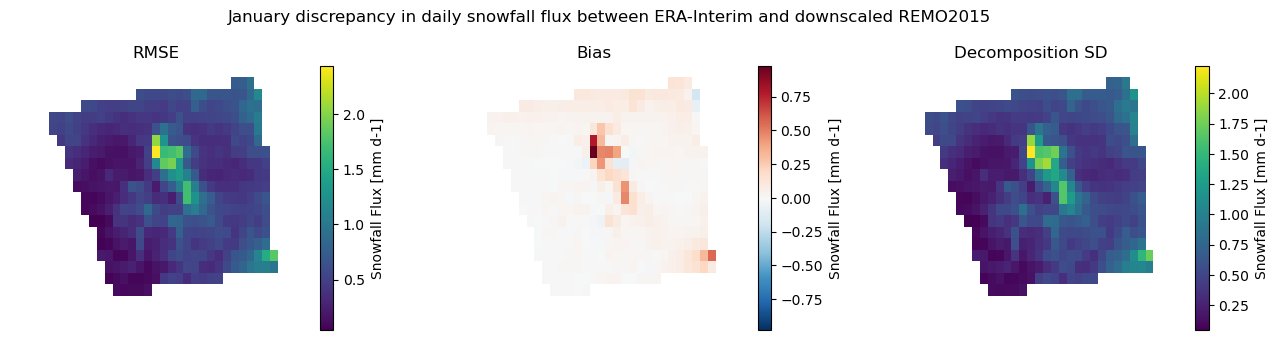 January discrepancy in daily snowfall flux between ERA-Interim and downscaled REMO2015
RMSE
2.0
1.5
1.0
0.5
Snowfall Flux [mm d-1]
Bias
0.75
0.50
0.25
0.00
−0.25
−0.50
−0.75
Snowfall Flux [mm d-1]
Decomposition SD
2.00
1.75
1.50
1.25
1.00
0.75
0.50
0.25
Snowfall Flux [mm d-1]